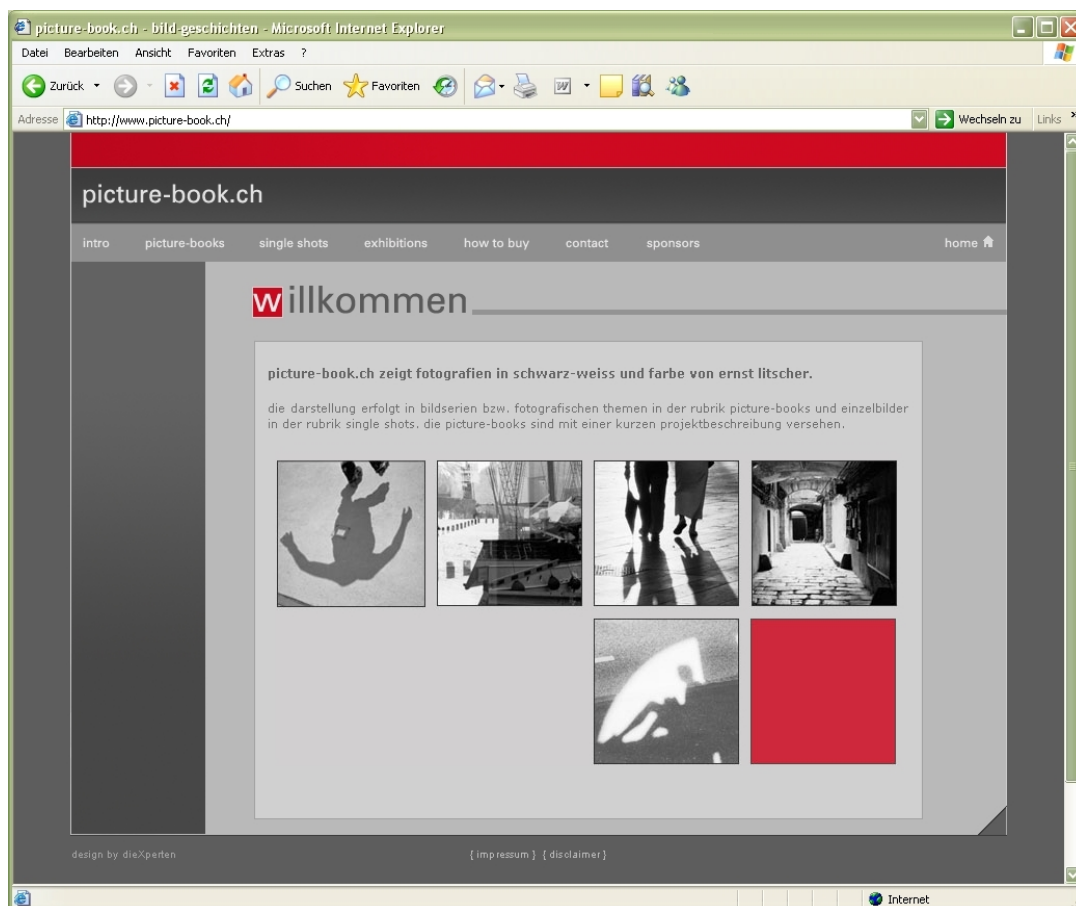 picture-book.ch - bild-geschichten - Microsoft Internet Explorer
Datei Bearbeiten Ansicht Favoriten Extras ?
Zurück Suchen Favoriten
Adresse http://www.picture-book.ch/ Wechseln zu Links »
picture-book.ch
intro picture-books single shots exhibitions how to buy contact sponsors home
willkommen
picture-book.ch zeigt fotografien in schwarz-weiss und farbe von ernst litscher.
die darstellung erfolgt in bildserien bzw. fotografischen themen in der rubrik picture-books und einzelbilder
in der rubrik single shots. die picture-books sind mit einer kurzen projektbeschreibung versehen.
design by dieXperten { impressum } { disclaimer }
Internet